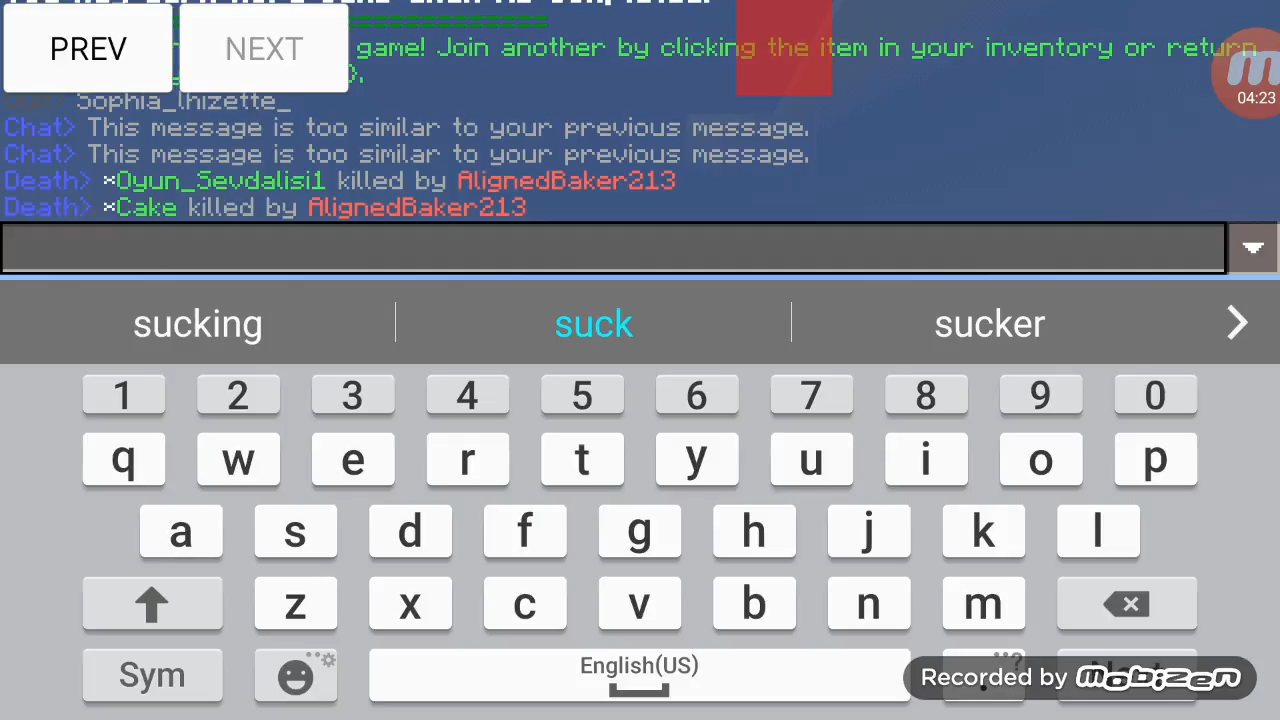 PREV NEXT game! Join another by clicking the item in your inventory or return
).
Sophia_lhizette_
Chat> This message is too similar to your previous message.
Chat> This message is too similar to your previous message.
Death> *Oyun_Sevdalisi1 killed by AlignedBaker213
Death> *Cake killed by AlignedBaker213
04:23
sucking suck sucker
1 2 3 4 5 6 7 8 9 0
q w e r t y u i o p
a s d f g h j k l
z x c v b n m
Sym English(US)
Recorded by mobizen